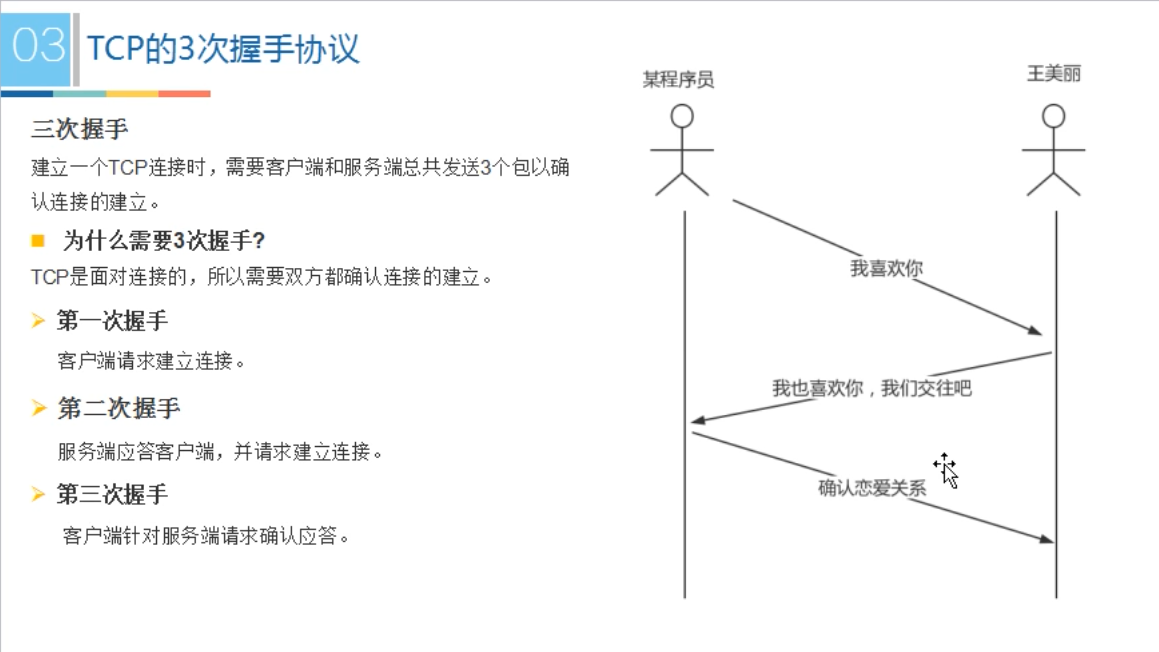 03 TCP的3次握手协议
三次握手
建立一个TCP连接时，需要客户端和服务端总共发送3个包以确
认连接的建立。
为什么需要3次握手?
TCP是面对连接的，所以需要双方都确认连接的建立。
第一次握手
客户端请求建立连接。
第二次握手
服务端应答客户端，并请求建立连接。
第三次握手
客户端针对服务端请求确认应答。
某程序员
王美丽
我喜欢你
我也喜欢你，我们交往吧
确认恋爱关系